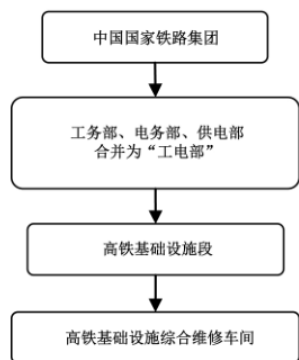 中国国家铁路集团
工务部、电务部、供电部
合并为“工电部”
高铁基础设施段
高铁基础设施综合维修车间